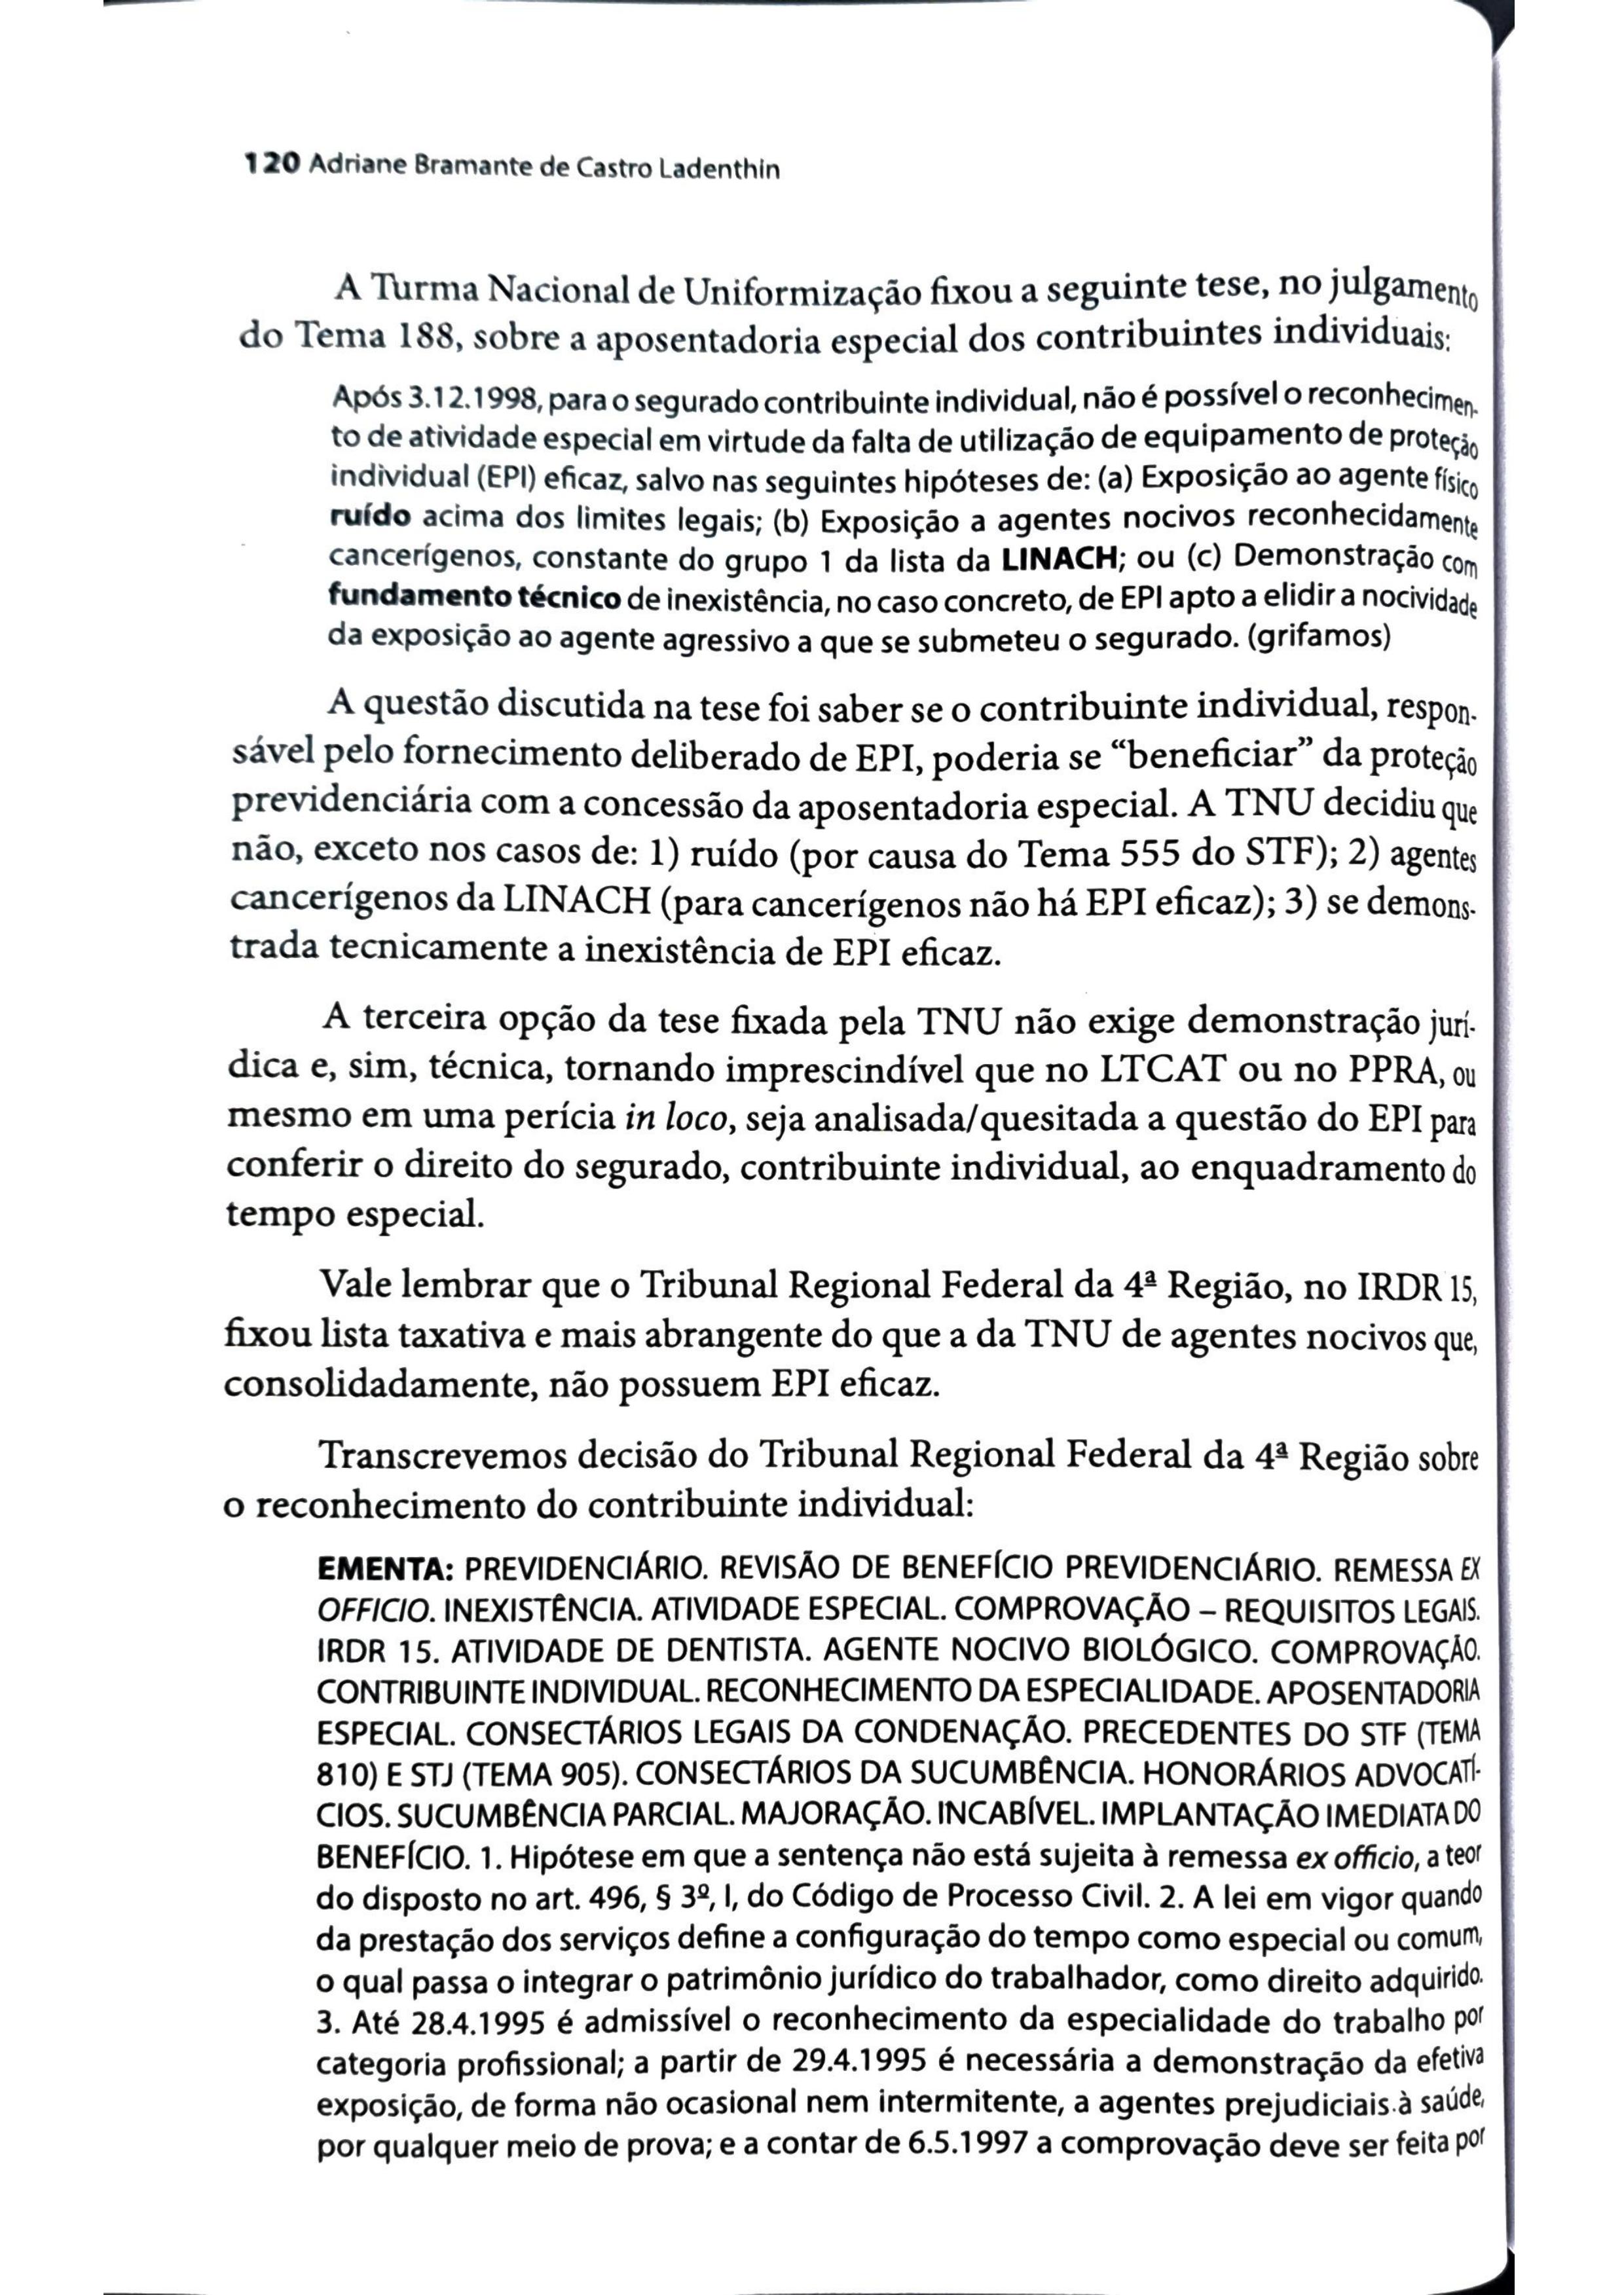 120 Adriane Bramante de Castro Ladenthin
A Turma Nacional de Uniformização fixou a seguinte tese, no julgamento
do Tema 188, sobre a aposentadoria especial dos contribuintes individuais:
Após 3.12.1998, para o segurado contribuinte individual, não é possível o reconhecimen-
to de atividade especial em virtude da falta de utilização de equipamento de proteção
individual (EPI) eficaz, salvo nas seguintes hipóteses de: (a) Exposição ao agente físico
ruído acima dos limites legais; (b) Exposição a agentes nocivos reconhecidamente
cancerígenos, constante do grupo 1 da lista da LINACH; ou (c) Demonstração com
fundamento técnico de inexistência, no caso concreto, de EPI apto a elidir a nocividade
da exposição ao agente agressivo a que se submeteu o segurado. (grifamos)
A questão discutida na tese foi saber se o contribuinte individual, respon-
sável pelo fornecimento deliberado de EPI, poderia se “beneficiar” da proteção
previdenciária com a concessão da aposentadoria especial. A TNU decidiu que
não, exceto nos casos de: 1) ruído (por causa do Tema 555 do STF); 2) agentes
cancerígenos da LINACH (para cancerígenos não há EPI eficaz); 3) se demons-
trada tecnicamente a inexistência de EPI eficaz.
A terceira opção da tese fixada pela TNU não exige demonstração jurí-
dica e, sim, técnica, tornando imprescindível que no LTCAT ou no PPRA, ou
mesmo em uma perícia in loco, seja analisada/quesitada a questão do EPI para
conferir o direito do segurado, contribuinte individual, ao enquadramento do
tempo especial.
Vale lembrar que o Tribunal Regional Federal da 4ª Região, no IRDR 15,
fixou lista taxativa e mais abrangente do que a da TNU de agentes nocivos que,
consolidadamente, não possuem EPI eficaz.
Transcrevemos decisão do Tribunal Regional Federal da 4ª Região sobre
o reconhecimento do contribuinte individual:
EMENTA: PREVIDENCIÁRIO. REVISÃO DE BENEFÍCIO PREVIDENCIÁRIO. REMESSA EX
OFFICIO. INEXISTÊNCIA. ATIVIDADE ESPECIAL. COMPROVAÇÃO – REQUISITOS LEGAIS.
IRDR 15. ATIVIDADE DE DENTISTA. AGENTE NOCIVO BIOLÓGICO. COMPROVAÇÃO.
CONTRIBUINTE INDIVIDUAL. RECONHECIMENTO DA ESPECIALIDADE. APOSENTADORIA
ESPECIAL. CONSECTÁRIOS LEGAIS DA CONDENAÇÃO. PRECEDENTES DO STF (TEMA
810) E STJ (TEMA 905). CONSECTÁRIOS DA SUCUMBÊNCIA. HONORÁRIOS ADVOCATÍ-
CIOS. SUCUMBÊNCIA PARCIAL. MAJORAÇÃO. INCABÍVEL. IMPLANTAÇÃO IMEDIATA DO
BENEFÍCIO. 1. Hipótese em que a sentença não está sujeita à remessa ex officio, a teor
do disposto no art. 496, § 3º, I, do Código de Processo Civil. 2. A lei em vigor quando
da prestação dos serviços define a configuração do tempo como especial ou comum,
o qual passa o integrar o patrimônio jurídico do trabalhador, como direito adquirido.
3. Até 28.4.1995 é admissível o reconhecimento da especialidade do trabalho por
categoria profissional; a partir de 29.4.1995 é necessária a demonstração da efetiva
exposição, de forma não ocasional nem intermitente, a agentes prejudiciais à saúde,
por qualquer meio de prova; e a contar de 6.5.1997 a comprovação deve ser feita por